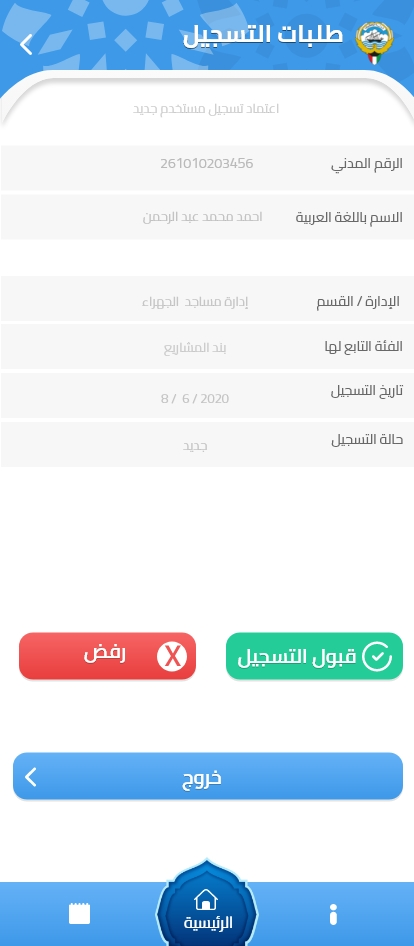 طلبات التسجيل
اعتماد تسجيل مستخدم جديد
الرقم المدني 261010203456
الاسم باللغة العربية احمد محمد عبد الرحمن
الإدارة / القسم إدارة مساجد الجهراء
الفئة التابع لها بند المشاريع
تاريخ التسجيل 8 / 6 / 2020
حالة التسجيل جديد
قبول التسجيل
X رفض
خروج
الرئيسية